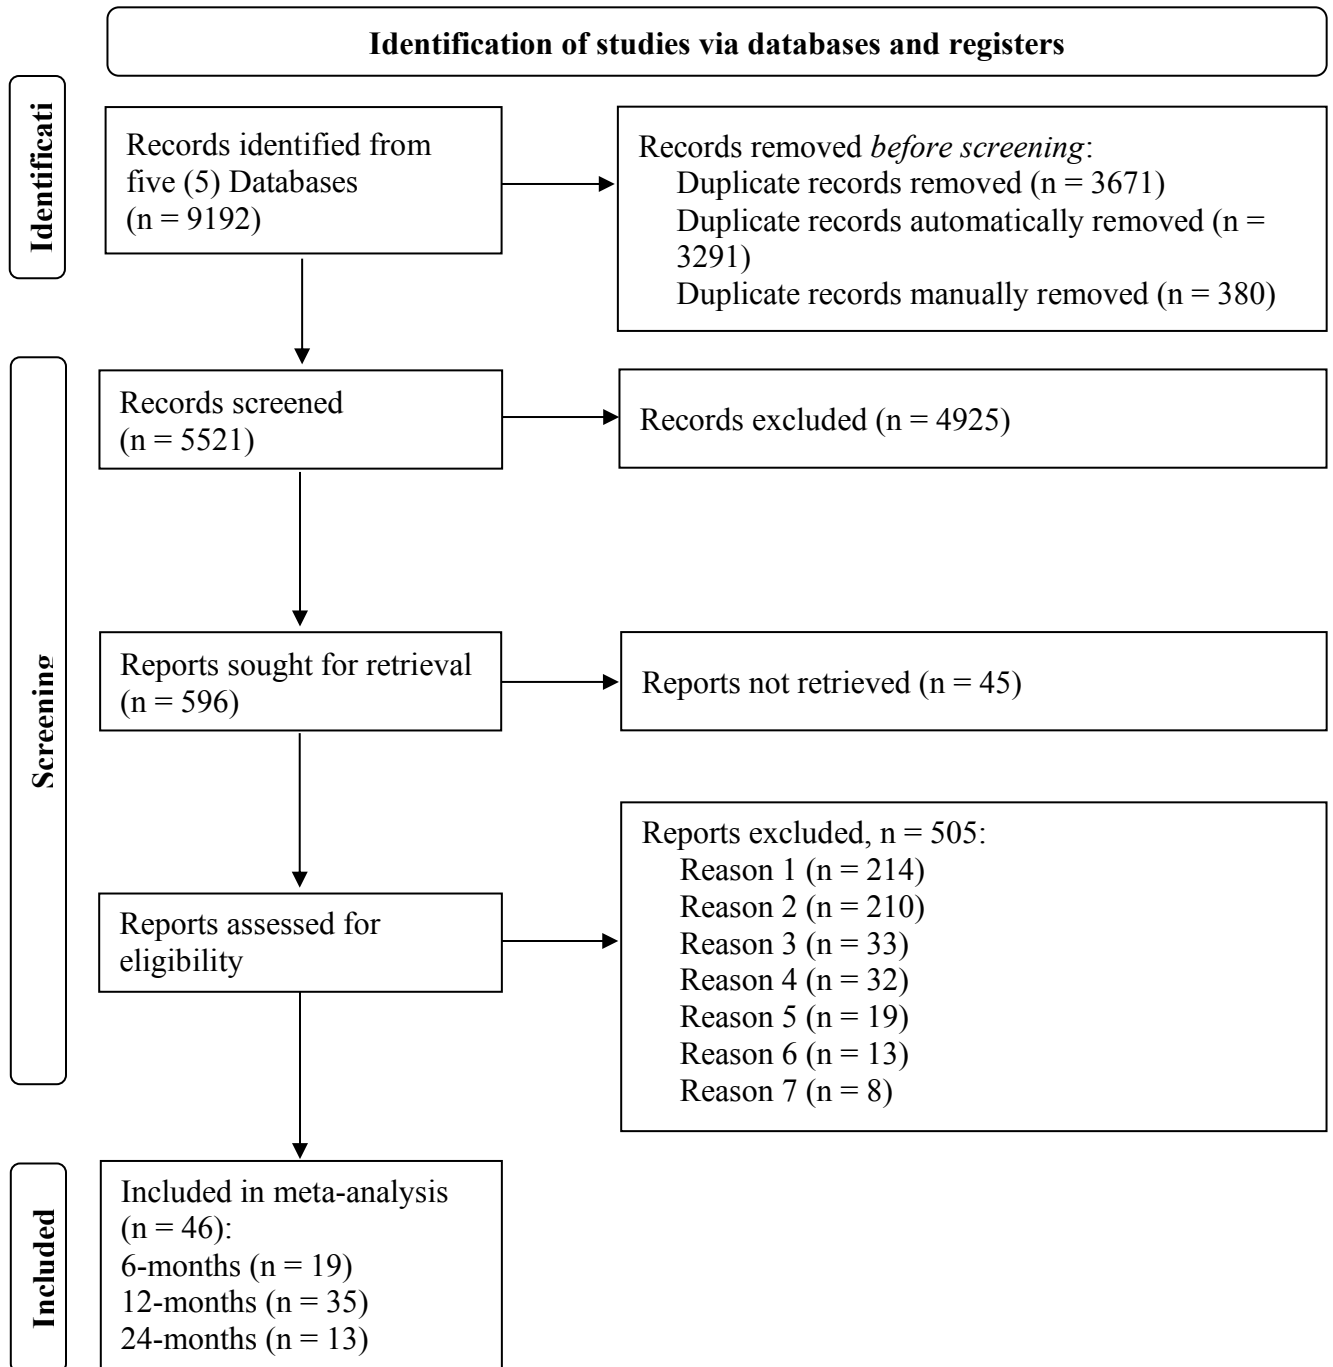 Identification of studies via databases and registers
Identificati
Records identified from
five (5) Databases
(n = 9192)
Records removed before screening:
Duplicate records removed (n = 3671)
Duplicate records automatically removed (n =
3291)
Duplicate records manually removed (n = 380)
Screening
Records screened
(n = 5521)
Records excluded (n = 4925)
Reports sought for retrieval
(n = 596)
Reports not retrieved (n = 45)
Reports assessed for
eligibility
Reports excluded, n = 505:
Reason 1 (n = 214)
Reason 2 (n = 210)
Reason 3 (n = 33)
Reason 4 (n = 32)
Reason 5 (n = 19)
Reason 6 (n = 13)
Reason 7 (n = 8)
Included
Included in meta-analysis
(n = 46):
6-months (n = 19)
12-months (n = 35)
24-months (n = 13)